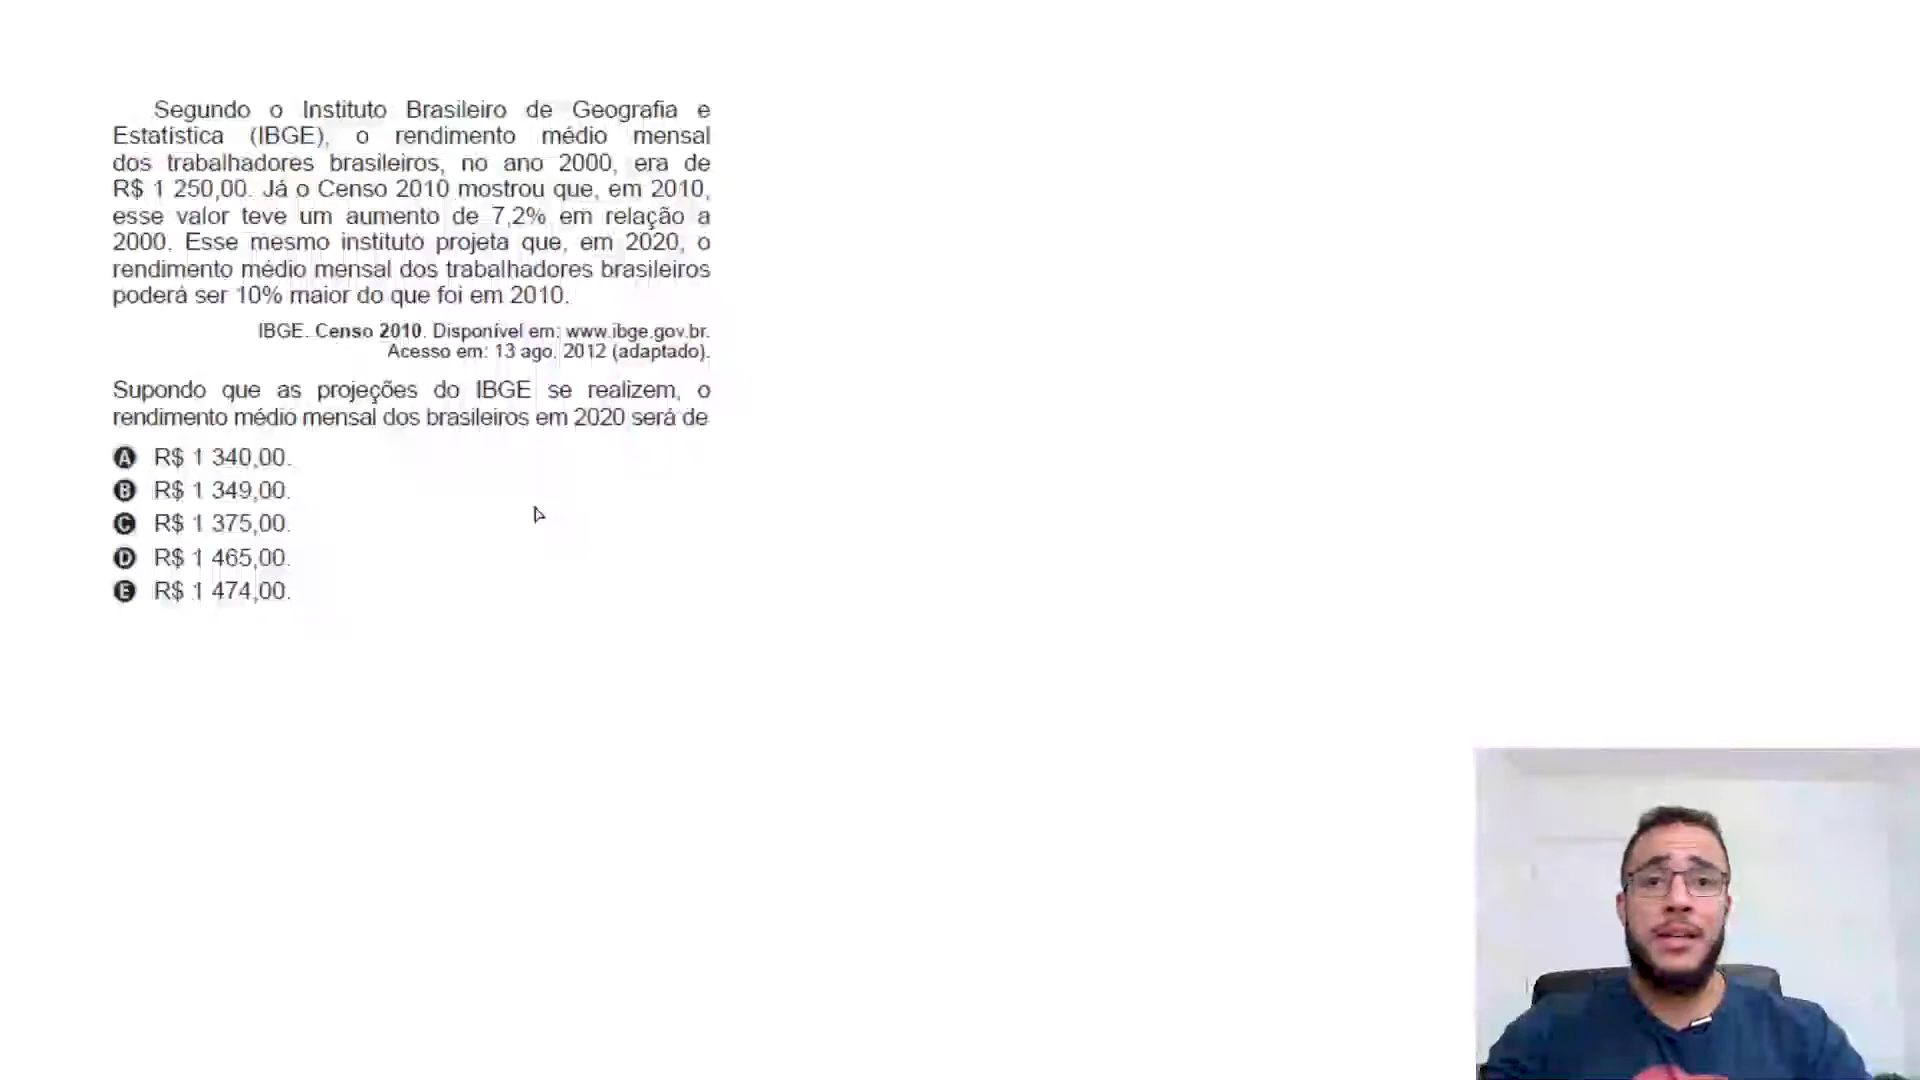 Segundo o Instituto Brasileiro de Geografia e
Estatística (IBGE), o rendimento médio mensal
dos trabalhadores brasileiros, no ano 2000, era de
R$ 1 250,00. Já o Censo 2010 mostrou que, em 2010,
esse valor teve um aumento de 7,2% em relação a
2000. Esse mesmo instituto projeta que, em 2020, o
rendimento médio mensal dos trabalhadores brasileiros
poderá ser 10% maior do que foi em 2010.
IBGE. Censo 2010. Disponível em: www.ibge.gov.br.
Acesso em: 13 ago. 2012 (adaptado).
Supondo que as projeções do IBGE se realizem, o
rendimento médio mensal dos brasileiros em 2020 será de
A R$ 1 340,00.
B R$ 1 349,00.
C R$ 1 375,00.
D R$ 1 465,00.
E R$ 1 474,00.